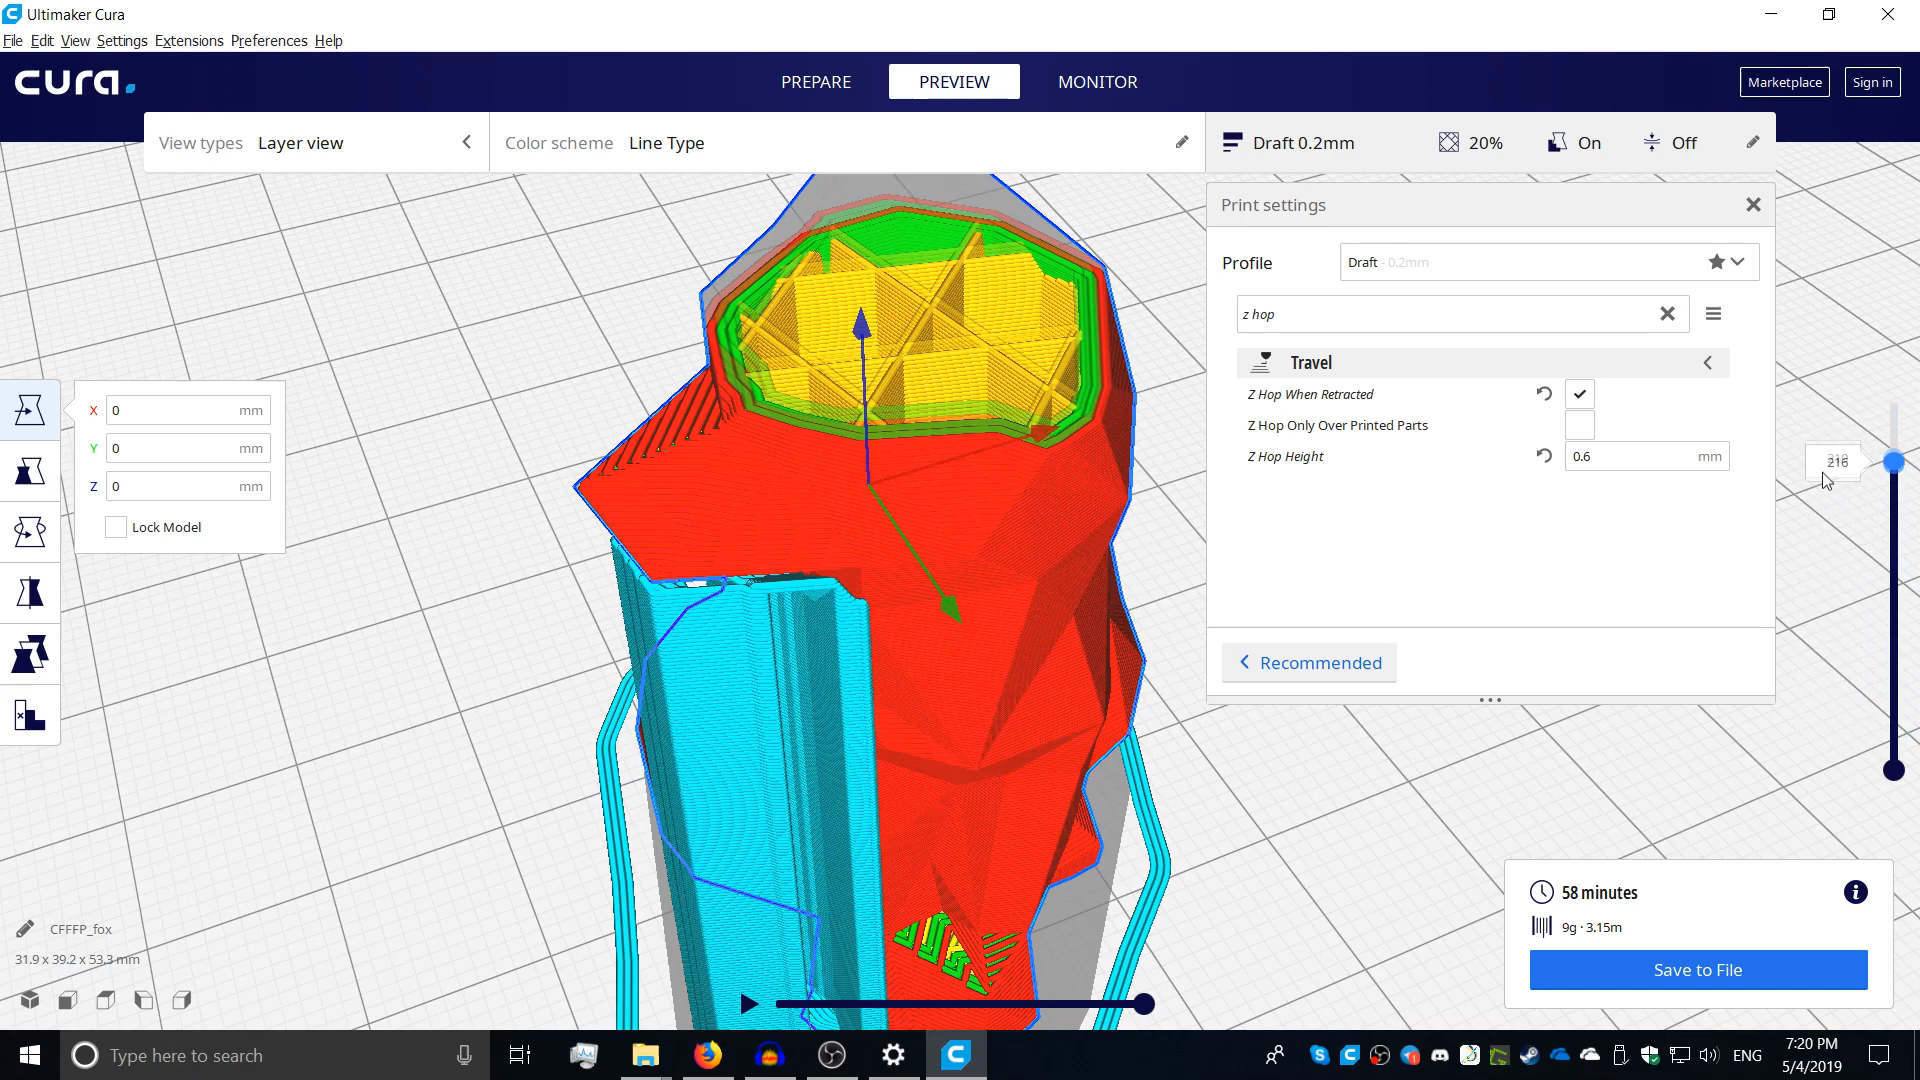 Ultimaker Cura
File Edit View Settings Extensions Preferences Help
cura.
PREPARE
PREVIEW
MONITOR
Marketplace
Sign in
View types Layer view
Color scheme Line Type
Draft 0.2mm
20%
On
Off
Print settings
Profile
Draft - 0.2mm
z hop
Travel
Z Hop When Retracted
Z Hop Only Over Printed Parts
Z Hop Height
0.6 mm
Recommended
X 0 mm
Y 0 mm
Z 0 mm
Lock Model
216
58 minutes
9g · 3.15m
Save to File
CFFFP_fox
31.9 x 39.2 x 53.3 mm
Type here to search
ENG
7:20 PM
5/4/2019